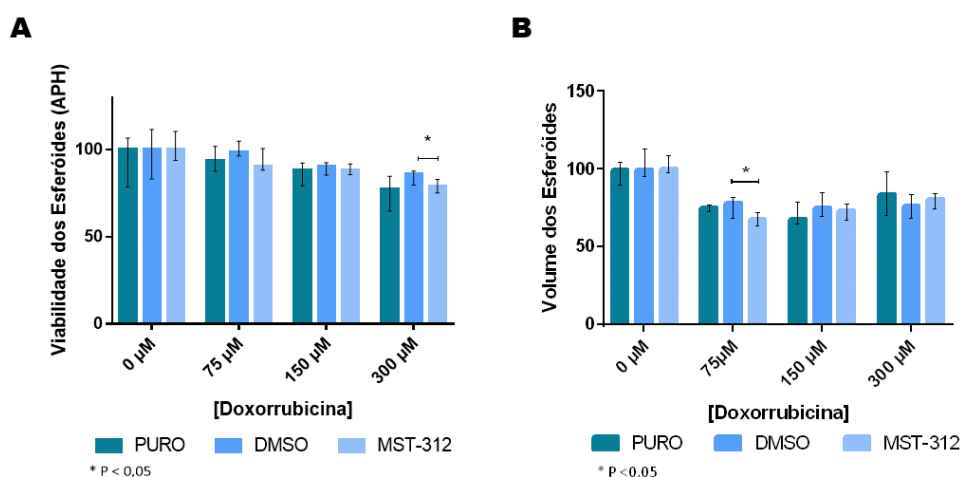 A
Viabilidade dos Esferóides (APH)
100
50
0
*
0 µM
75 µM
150 µM
300 µM
[Doxorrubicina]
PURO
DMSO
MST-312
* P < 0,05
B
Volume dos Esferóides
150
100
50
0
*
0 µM
75µM
150 µM
300 µM
[Doxorrubicina]
PURO
DMSO
MST-312
* P <0.05